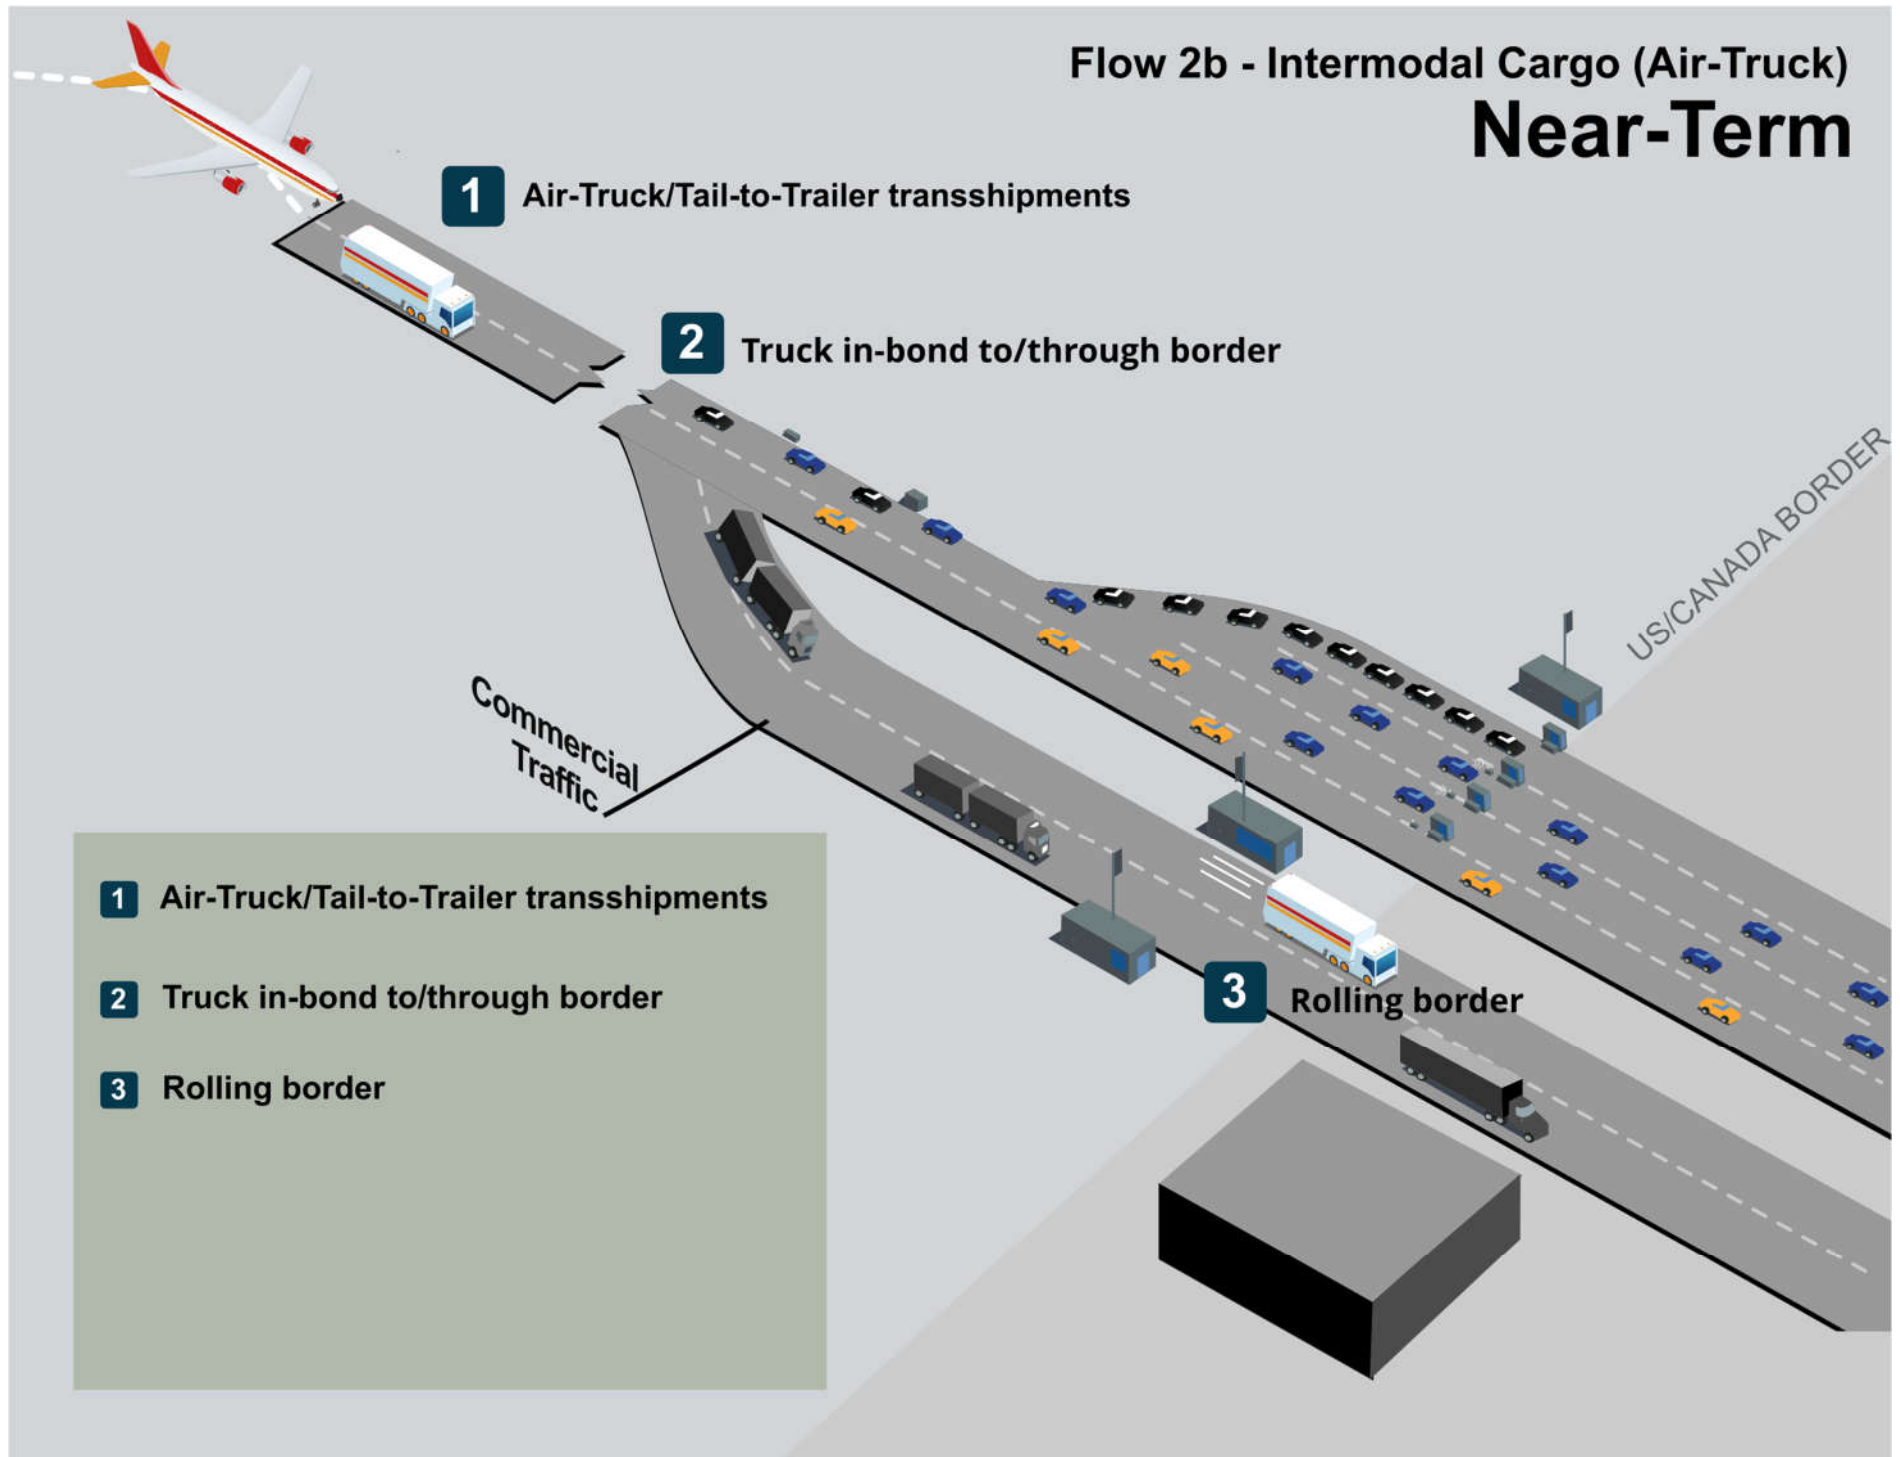 Flow 2b - Intermodal Cargo (Air-Truck)
Near-Term
1 Air-Truck/Tail-to-Trailer transshipments
2 Truck in-bond to/through border
US/CANADA BORDER
Commercial
Traffic
3 Rolling border
1 Air-Truck/Tail-to-Trailer transshipments
2 Truck in-bond to/through border
3 Rolling border